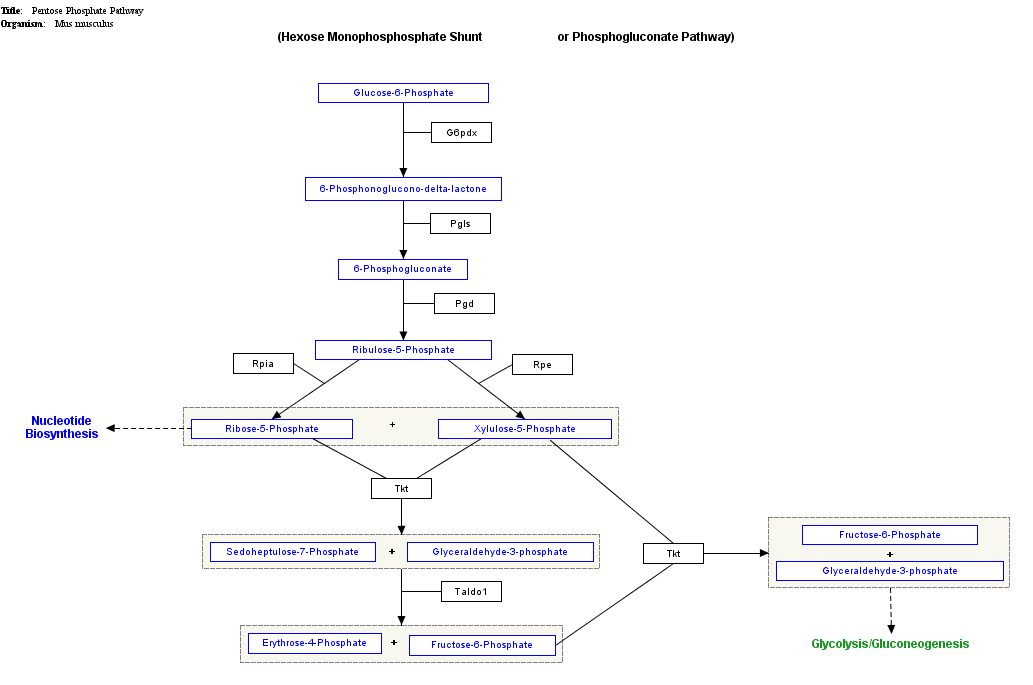 Title: Pentose Phosphate Pathway
Organism: Mus musculus
(Hexose Monophosphosphate Shunt or Phosphogluconate Pathway)
Glucose-6-Phosphate
G6pdx
6-Phosphonoglucono-delta-lactone
Pgls
6-Phosphogluconate
Pgd
Ribulose-5-Phosphate
Rpia
Rpe
Nucleotide
Biosynthesis
Ribose-5-Phosphate + Xylulose-5-Phosphate
Tkt
Sedoheptulose-7-Phosphate + Glyceraldehyde-3-phosphate
Tkt
Fructose-6-Phosphate
+
Glyceraldehyde-3-phosphate
Taldo1
Erythrose-4-Phosphate + Fructose-6-Phosphate
Glycolysis/Gluconeogenesis